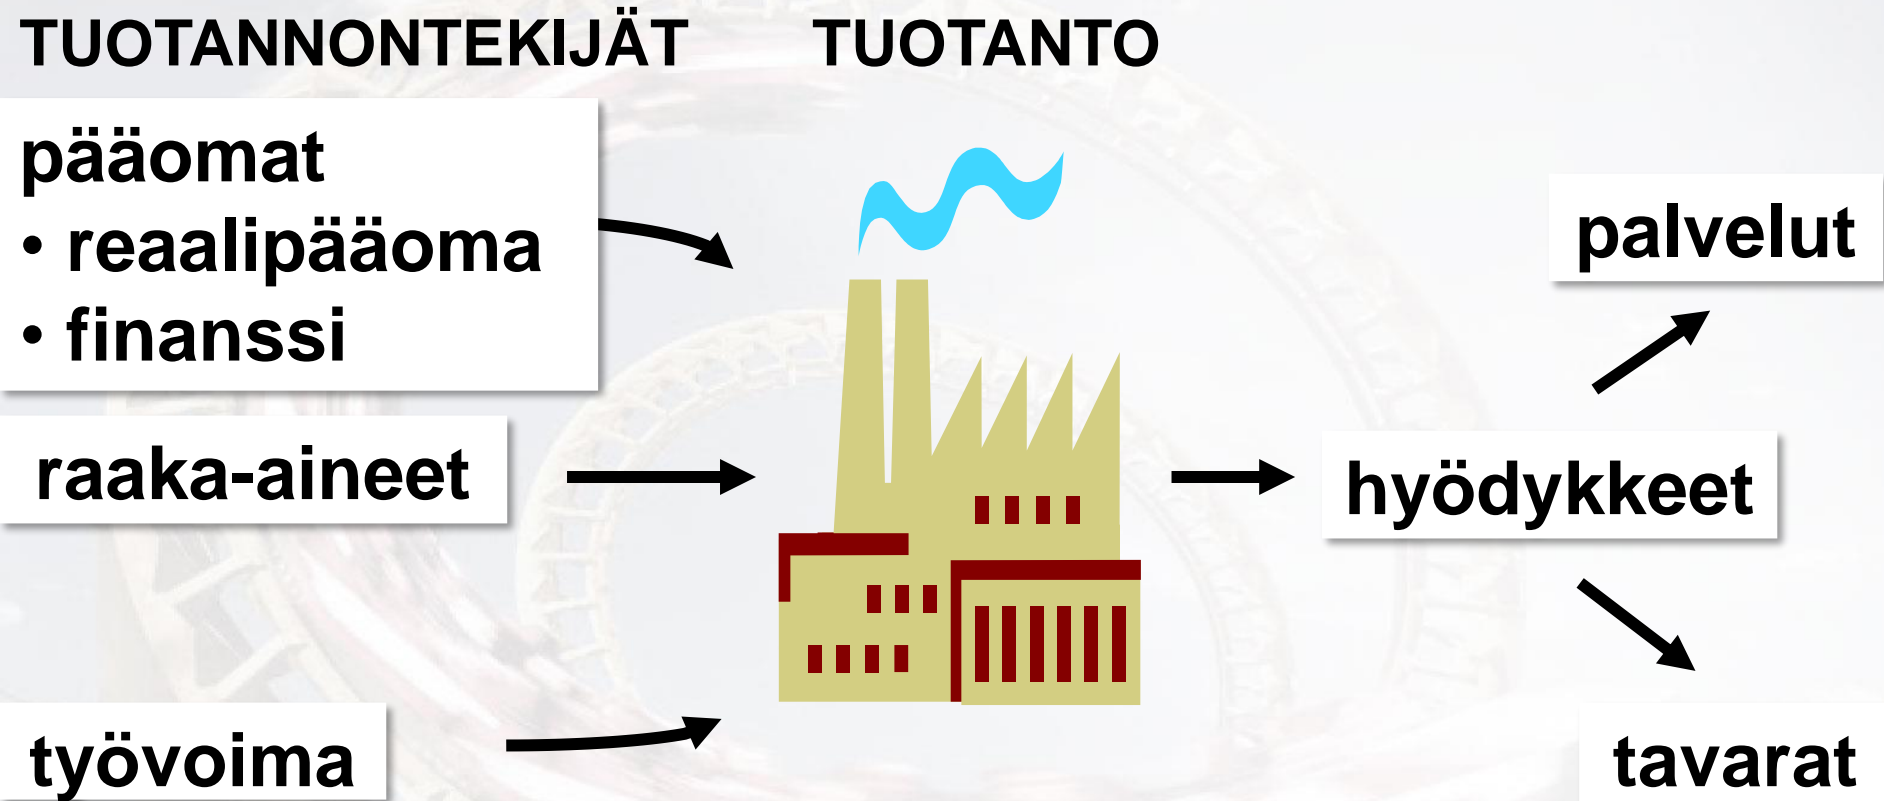 TUOTANNONTEKIJÄT
TUOTANTO
pääomat
• reaalipääoma
• finanssi
raaka-aineet
työvoima
palvelut
hyödykkeet
tavarat